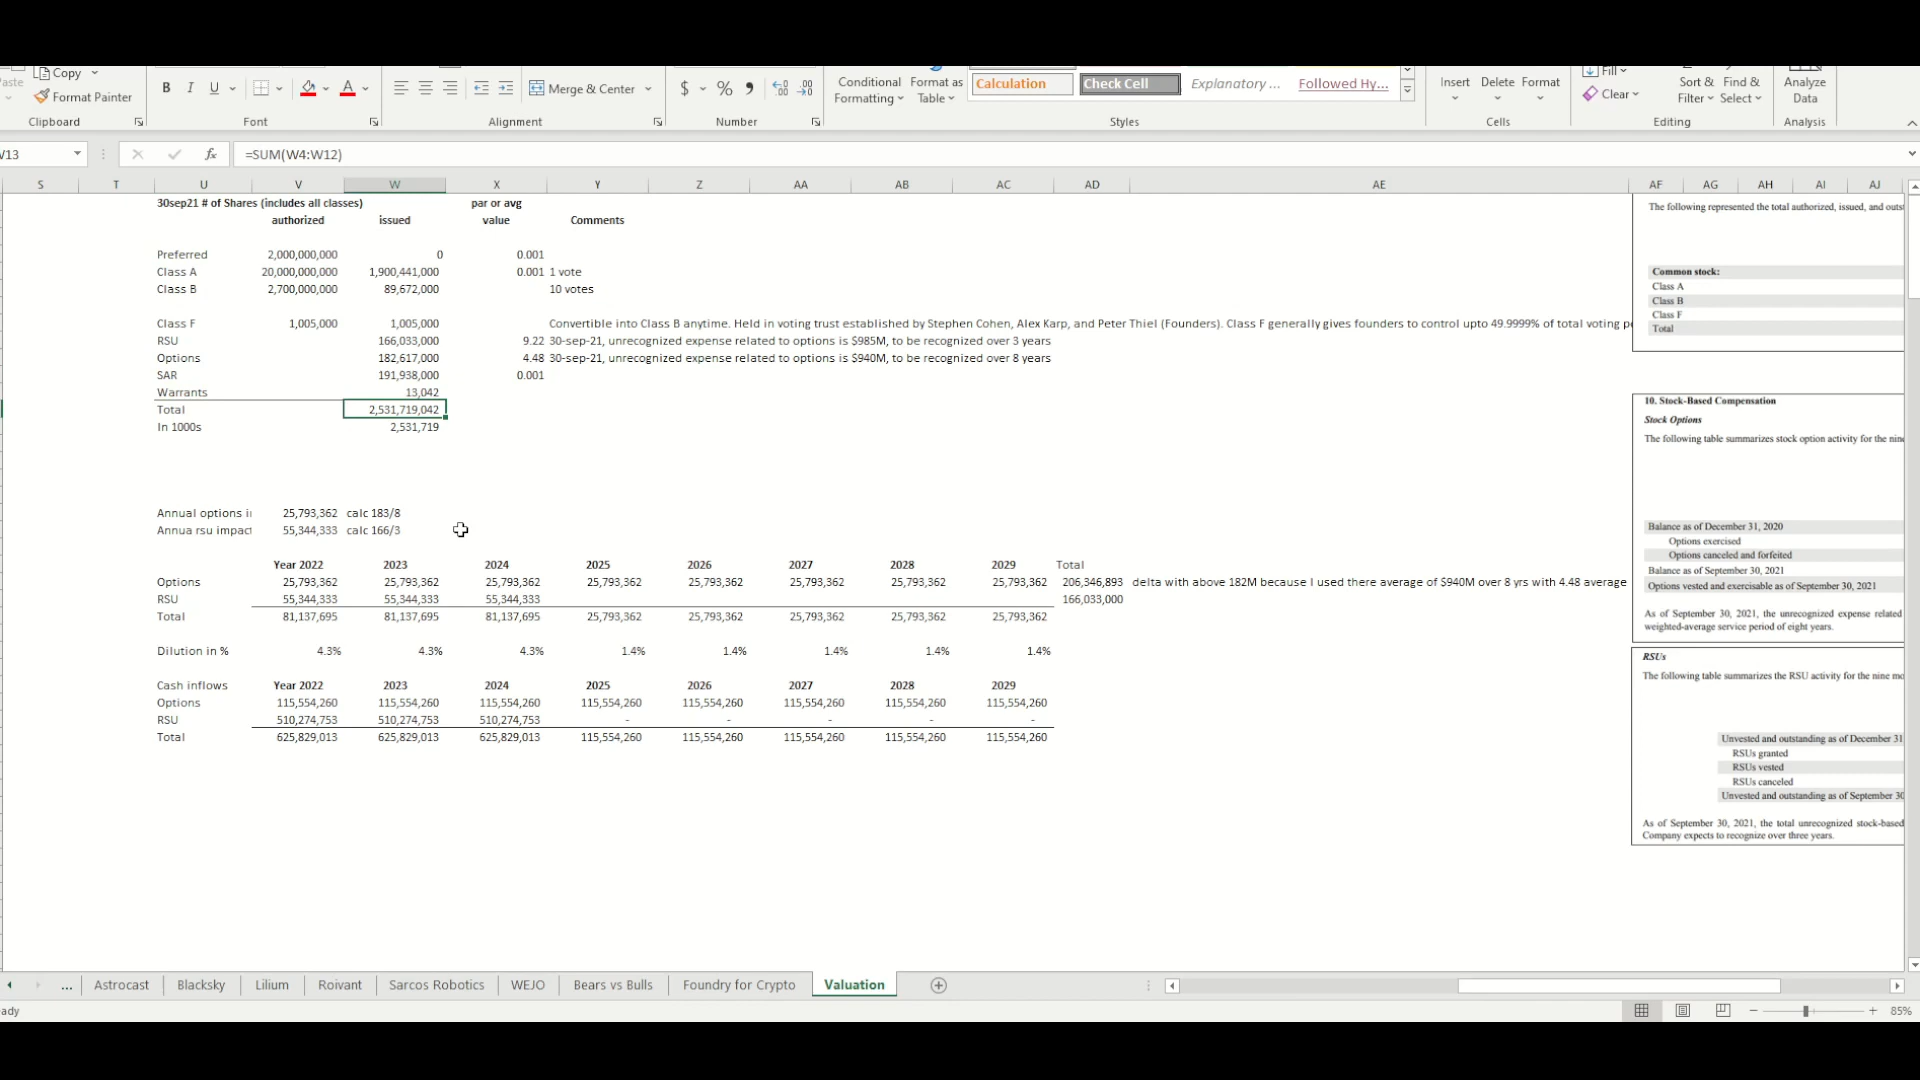 Copy
Format Painter
B I U
Merge & Center
$ % 9
Conditional Formatting
Format as Table
Calculation
Check Cell
Explanatory ...
Followed Hy...
Insert
Delete
Format
Fill
Clear
Sort & Filter
Find & Select
Analyze Data
Clipboard Font Alignment Number Styles Cells Editing Analysis
fx =SUM(W4:W12)
S T U V W X Y Z AA AB AC AD AE AF AG AH AI AJ
30sep21 # of Shares (includes all classes) par or avg
authorized issued value Comments
Preferred 2,000,000,000 0 0.001
Class A 20,000,000,000 1,900,441,000 0.001 1 vote
Class B 2,700,000,000 89,672,000 10 votes
Class F 1,005,000 1,005,000 Convertible into Class B anytime. Held in voting trust established by Stephen Cohen, Alex Karp, and Peter Thiel (Founders). Class F generally gives founders to control upto 49.9999% of total voting
RSU 166,033,000 9.22 30-sep-21, unrecognized expense related to options is $985M, to be recognized over 3 years
Options 182,617,000 4.48 30-sep-21, unrecognized expense related to options is $940M, to be recognized over 8 years
SAR 191,938,000 0.001
Warrants 13,042
Total 2,531,719,042
In 1000s 2,531,719
Annual options 25,793,362 calc 183/8
Annua rsu impact 55,344,333 calc 166/3
Year 2022 2023 2024 2025 2026 2027 2028 2029 Total
Options 25,793,362 25,793,362 25,793,362 25,793,362 25,793,362 25,793,362 25,793,362 25,793,362 206,346,893 delta with above 182M because I used there average of $940M over 8 yrs with 4.48 average
RSU 55,344,333 55,344,333 55,344,333 166,033,000
Total 81,137,695 81,137,695 81,137,695 25,793,362 25,793,362 25,793,362 25,793,362 25,793,362
Dilution in % 4.3% 4.3% 4.3% 1.4% 1.4% 1.4% 1.4% 1.4%
Cash inflows Year 2022 2023 2024 2025 2026 2027 2028 2029
Options 115,554,260 115,554,260 115,554,260 115,554,260 115,554,260 115,554,260 115,554,260 115,554,260
RSU 510,274,753 510,274,753 510,274,753 - - - - -
Total 625,829,013 625,829,013 625,829,013 115,554,260 115,554,260 115,554,260 115,554,260 115,554,260
The following represented the total authorized, issued, and
Common stock:
Class A
Class B
Class F
Total
10. Stock-Based Compensation
Stock Options
The following table summarizes stock option activity for the
Balance as of December 31, 2020
Options exercised
Options canceled and forfeited
Balance as of September 30, 2021
Options vested and exercisable as of September 30, 2021
As of September 30, 2021, the unrecognized expense related
weighted-average service period of eight years.
RSUs
The following table summarizes the RSU activity for the nine
Unvested and outstanding as of December 31
RSUs granted
RSUs vested
RSUs canceled
Unvested and outstanding as of September 30
As of September 30, 2021, the total unrecognized stock-based
Company expects to recognize over three years.
... Astrocast Blacksky Lilium Roivant Sarcos Robotics WEJO Bears vs Bulls Foundry for Crypto Valuation
85%